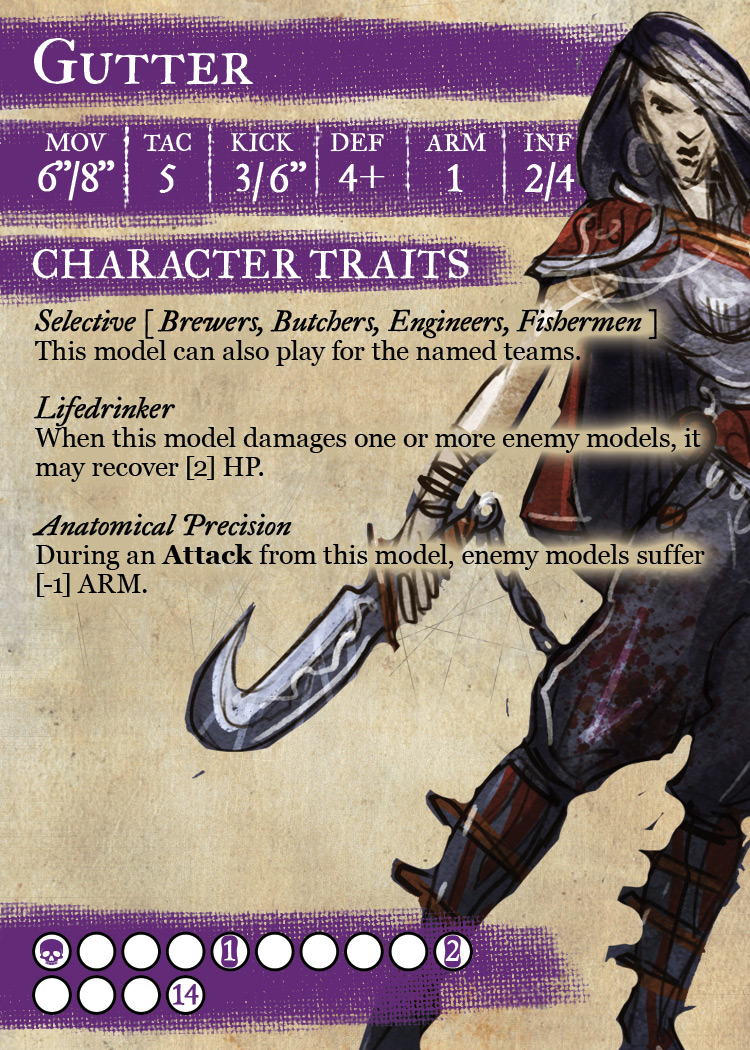 Gutter
MOV TAC KICK DEF ARM INF
6”/8” 5 3/6” 4+ 1 2/4
CHARACTER TRAITS
Selective [ Brewers, Butchers, Engineers, Fishermen ]
This model can also play for the named teams.
Lifedrinker
When this model damages one or more enemy models, it
may recover [2] HP.
Anatomical Precision
During an Attack from this model, enemy models suffer
[-1] ARM.
1 2
14